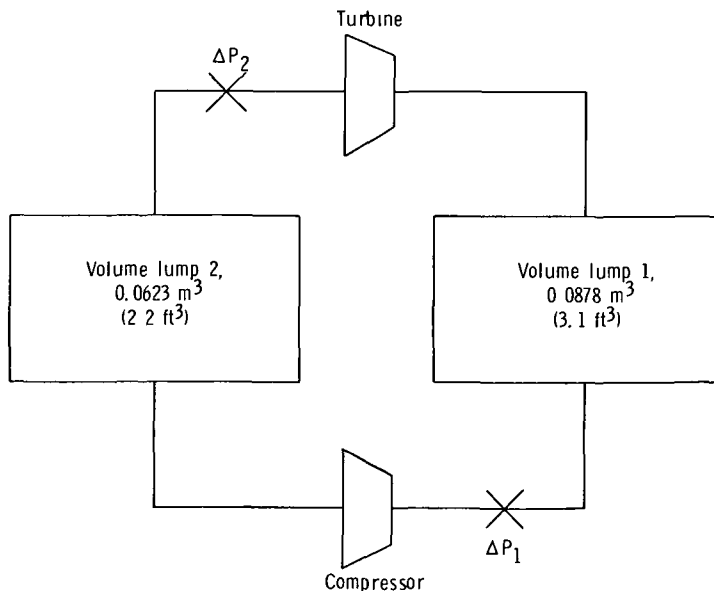 Turbine
ΔP2
Volume lump 2,
0.0623 m3
(2 2 ft3)
Volume lump 1,
0 0878 m3
(3.1 ft3)
ΔP1
Compressor